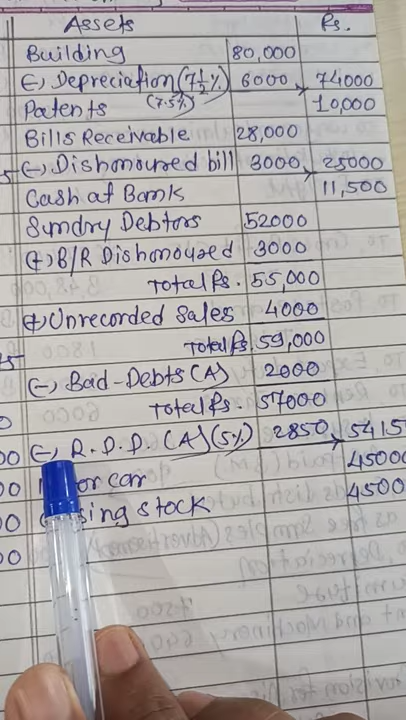 Assets Rs.
Building 80,000
(-) Depreciation (7½%) 6000 74000
(7.5%)
Patents 10,000
Bills Receivable 28,000
(-) Dishonoured bill 3000 25000
Cash at Bank 11,500
Sundry Debtors 52000
(+) B/R Dishonoured 3000
Total Rs. 55,000
(+) Unrecorded Sales 4000
Total Rs. 59,000
(-) Bad-Debts (A) 2000
Total Rs. 57000
(-) R.D.D. (A) (5%) 2850 5415
or car 45000
sing stock 4500